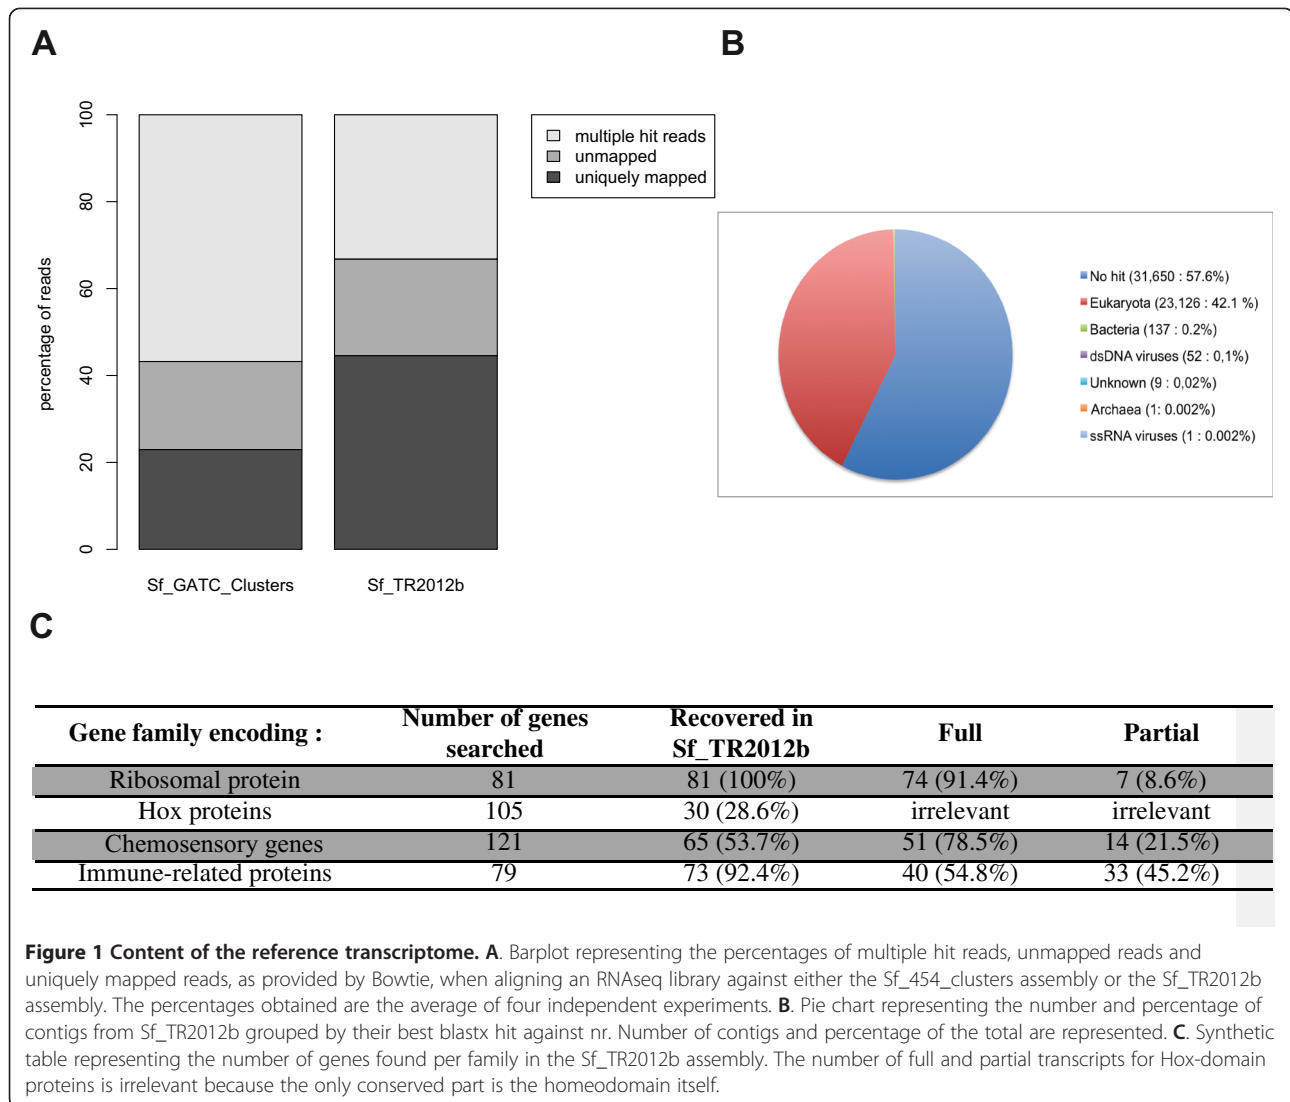 A
B
100
80
60
40
20
0
percentage of reads
multiple hit reads
unmapped
uniquely mapped
Sf_GATC_Clusters
Sf_TR2012b
No hit (31,650 : 57.6%)
Eukaryota (23,126 : 42.1 %)
Bacteria (137 : 0.2%)
dsDNA viruses (52 : 0,1%)
Unknown (9 : 0,02%)
Archaea (1: 0.002%)
ssRNA viruses (1 : 0.002%)
C
Gene family encoding : Number of genes searched Recovered in Sf_TR2012b Full Partial
Ribosomal protein 81 81 (100%) 74 (91.4%) 7 (8.6%)
Hox proteins 105 30 (28.6%) irrelevant irrelevant
Chemosensory genes 121 65 (53.7%) 51 (78.5%) 14 (21.5%)
Immune-related proteins 79 73 (92.4%) 40 (54.8%) 33 (45.2%)
Figure 1 Content of the reference transcriptome. A. Barplot representing the percentages of multiple hit reads, unmapped reads and
uniquely mapped reads, as provided by Bowtie, when aligning an RNAseq library against either the Sf_454_clusters assembly or the Sf_TR2012b
assembly. The percentages obtained are the average of four independent experiments. B. Pie chart representing the number and percentage of
contigs from Sf_TR2012b grouped by their best blastx hit against nr. Number of contigs and percentage of the total are represented. C. Synthetic
table representing the number of genes found per family in the Sf_TR2012b assembly. The number of full and partial transcripts for Hox-domain
proteins is irrelevant because the only conserved part is the homeodomain itself.